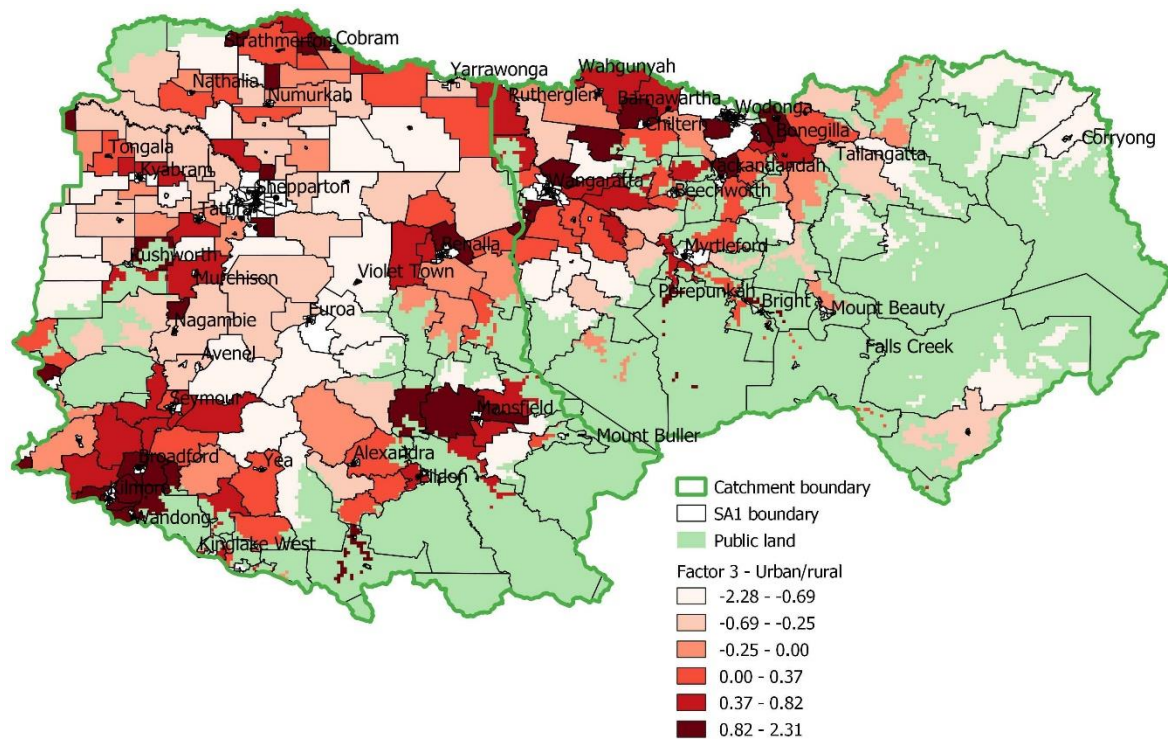 Strathmerton
Cobram
Nathalia
Numurkah
Yarrawonga
Wahgunyah
Rutherglen
Barnawartha
Chiltern
Wodonga
Bonegilla
Tallangatta
Corryong
Tongala
Kyabram
Shepparton
Tatura
Wangaratta
Yackandandah
Beechworth
Rushworth
Murchison
Violet Town
Benalla
Myrtleford
Porepunkah
Bright
Mount Beauty
Nagambie
Euroa
Avenel
Falls Creek
Seymour
Mansfield
Mount Buller
Broadford
Yea
Alexandra
Eildon
Kilmore
Wandong
Kinglake West
Catchment boundary
SA1 boundary
Public land
Factor 3 - Urban/rural
-2.28 - -0.69
-0.69 - -0.25
-0.25 - 0.00
0.00 - 0.37
0.37 - 0.82
0.82 - 2.31